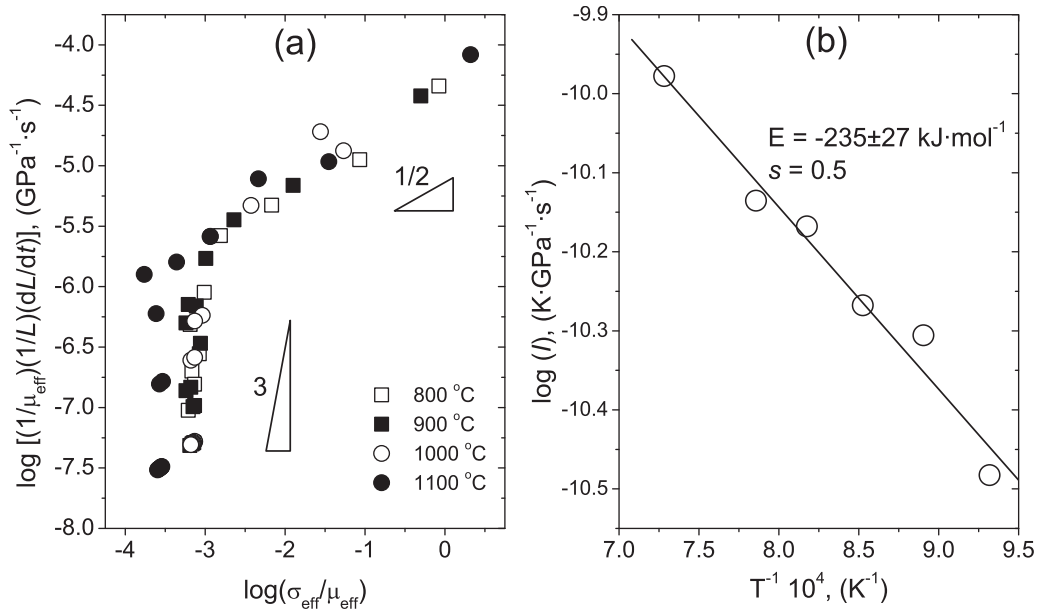 (a)
-4.0
-4.5
-5.0
-5.5
-6.0
-6.5
-7.0
-7.5
-8.0
log [(1/μeff)(1/L)(dL/dt)], (GPa⁻¹·s⁻¹)
1/2
3
800 °C
900 °C
1000 °C
1100 °C
-4 -3 -2 -1 0
log(σeff/μeff)
(b)
-9.9
-10.0
-10.1
-10.2
-10.3
-10.4
-10.5
log (I), (K·GPa⁻¹·s⁻¹)
E = -235±27 kJ·mol⁻¹
s = 0.5
7.0 7.5 8.0 8.5 9.0 9.5
T⁻¹ 10⁴, (K⁻¹)